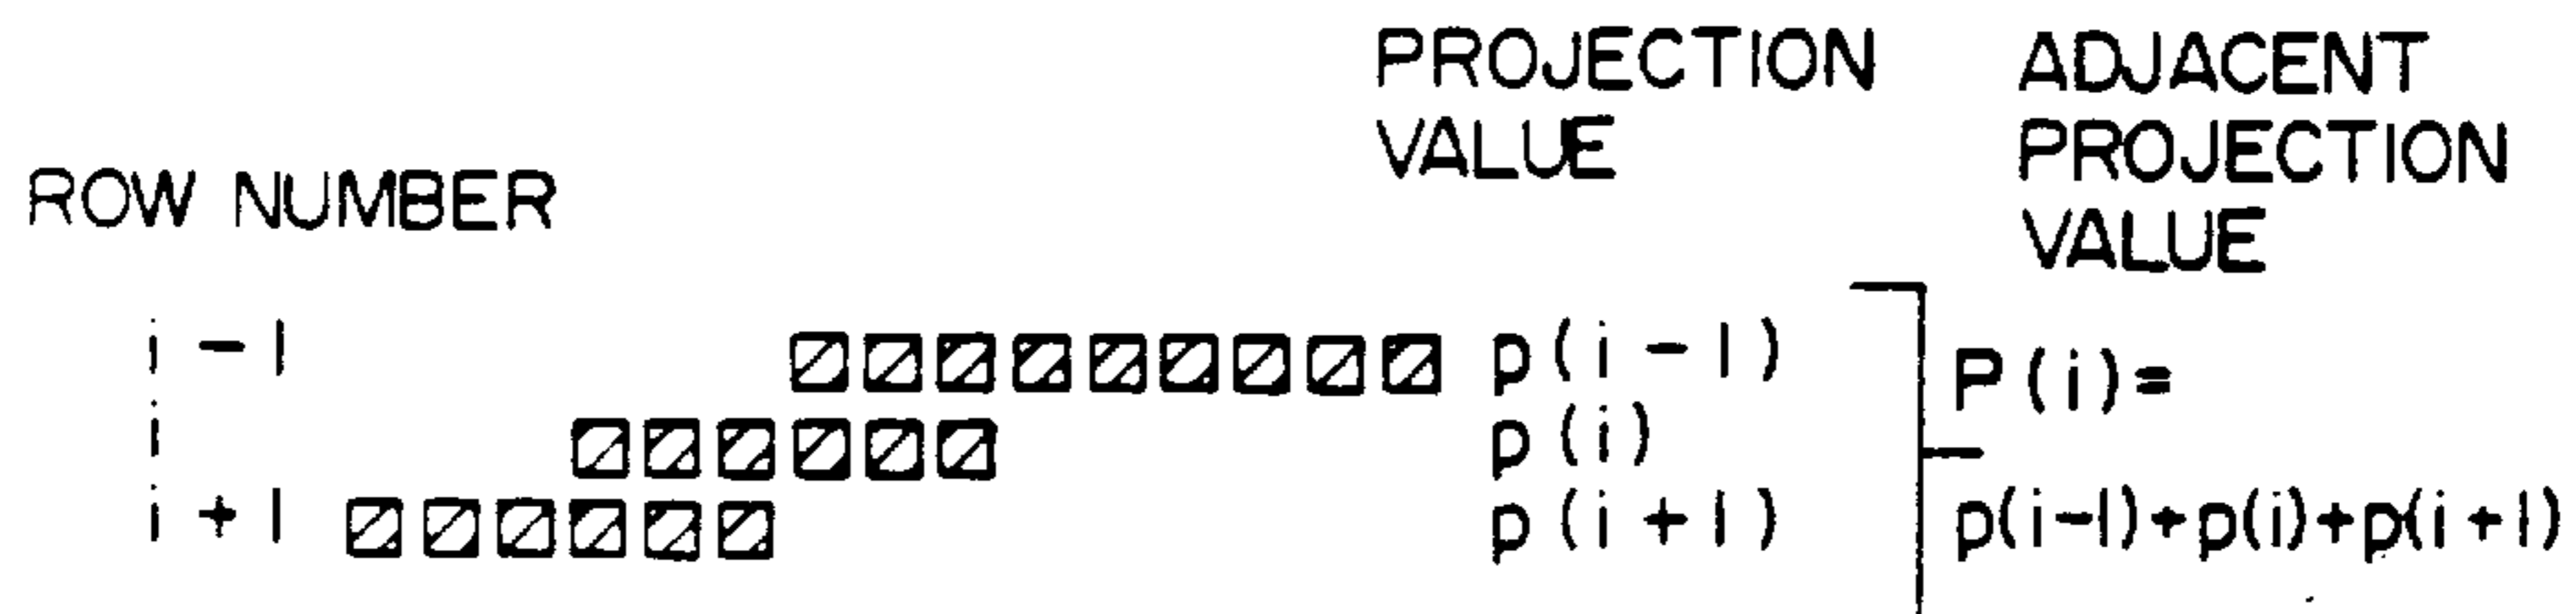 PROJECTION VALUE
ADJACENT PROJECTION VALUE
ROW NUMBER
i - 1
p(i - 1)
P(i)=
i
p(i)
i + 1
p(i + 1)
p(i-1)+p(i)+p(i+1)